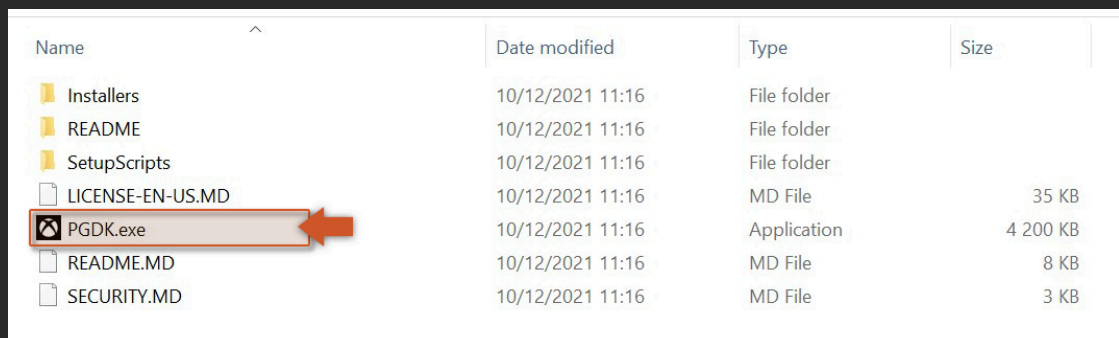 Name Date modified Type Size
Installers 10/12/2021 11:16 File folder
README 10/12/2021 11:16 File folder
SetupScripts 10/12/2021 11:16 File folder
LICENSE-EN-US.MD 10/12/2021 11:16 MD File 35 KB
PGDK.exe 10/12/2021 11:16 Application 4 200 KB
README.MD 10/12/2021 11:16 MD File 8 KB
SECURITY.MD 10/12/2021 11:16 MD File 3 KB